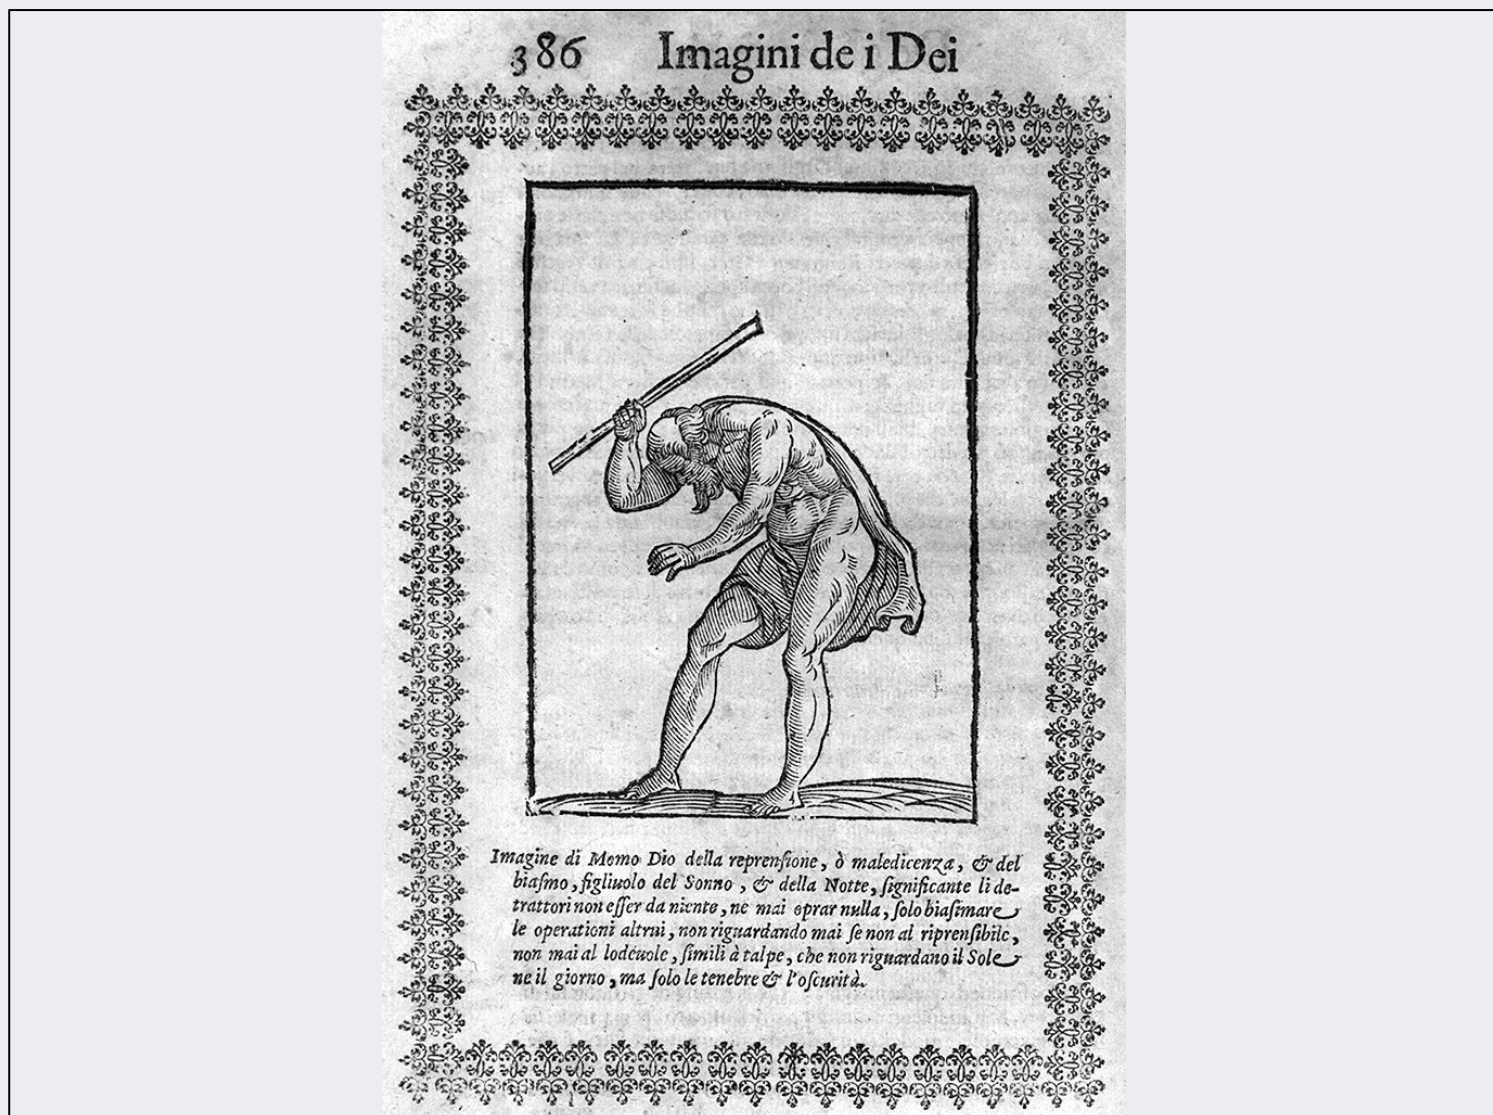 386 Imagini de i Dei
Imagine di Momo Dio della reprenſione, ò maledicenza, & del
biaſmo, figliuolo del Sonno, & della Notte, ſignificante li de-
trattori non eſſer da niente, ne mai oprar nulla, ſolo biaſimare
le operationi altrui, non riguardando mai ſe non al riprenſibile,
non mai al lodeuole, ſimili à talpe, che non riguardano il Sole
ne il giorno, ma ſolo le tenebre & l'oſcurità.